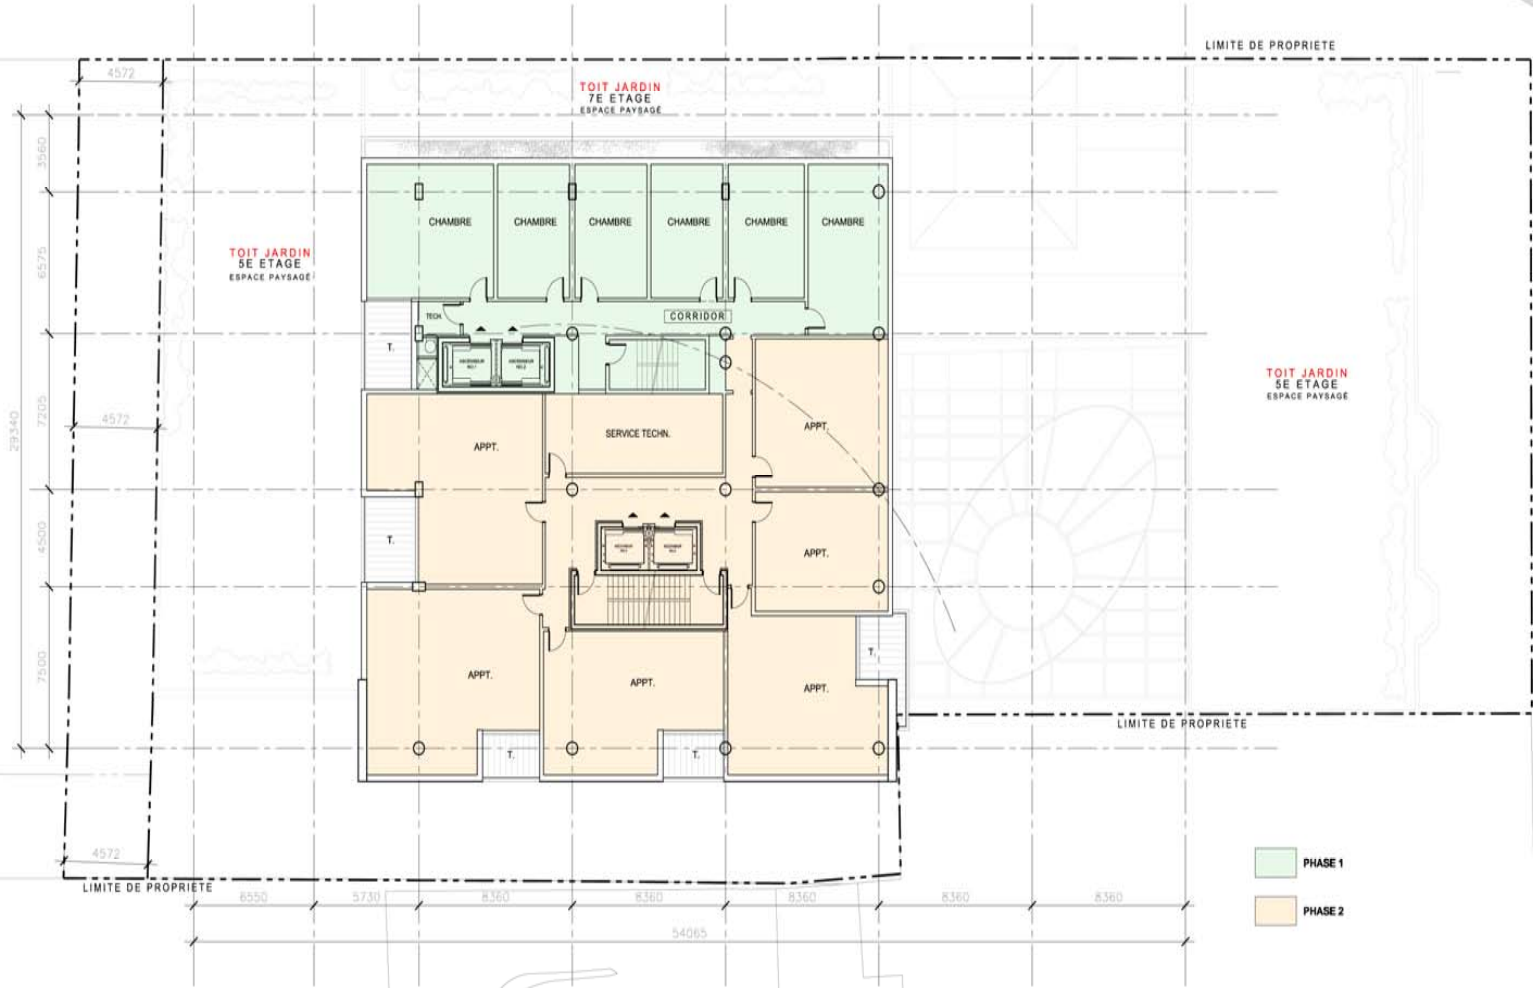 LIMITE DE PROPRIETE
4572
TOIT JARDIN
7E ETAGE
ESPACE PAYSAGÉ
3560
CHAMBRE
CHAMBRE
CHAMBRE
CHAMBRE
CHAMBRE
CHAMBRE
TOIT JARDIN
5E ETAGE
ESPACE PAYSAGÉ
6575
TECH.
CORRIDOR
T.
TOIT JARDIN
5E ETAGE
ESPACE PAYSAGÉ
29340
7205
4572
APPT.
SERVICE TECHN.
APPT.
4500
T.
APPT.
7500
APPT.
APPT.
APPT.
T.
LIMITE DE PROPRIETE
T.
T.
4572
LIMITE DE PROPRIETE
6550
5730
8360
8360
8360
8360
8360
54065
PHASE 1
PHASE 2